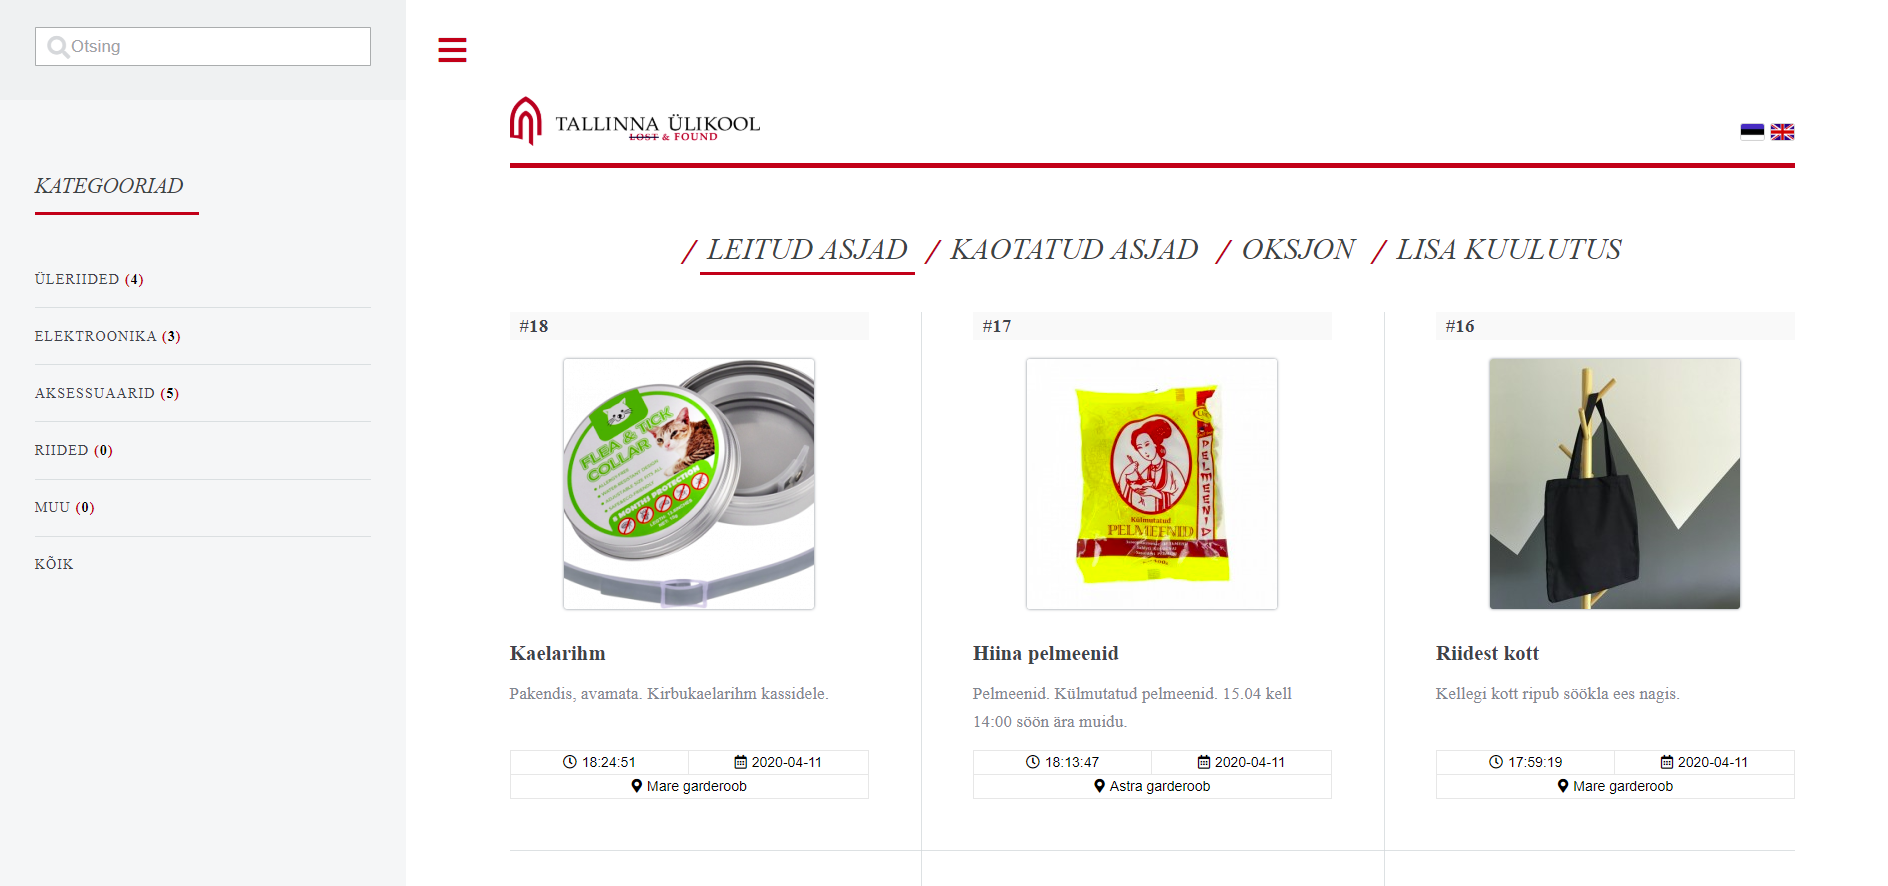 Otsing
KATEGOORIAD
ÜLERIIDED (4)
ELEKTROONIKA (3)
AKSESSUAARID (5)
RIIDED (0)
MUU (0)
KÕIK
TALLINNA ÜLIKOOL
LOST & FOUND
/ LEITUD ASJAD / KAOTATUD ASJAD / OKSJON / LISA KUULUTUS
#18
FLEA & TICK
COLLAR
MONTHS PROTECTION
Kaelarihm
Pakendis, avamata. Kirbukaelarihm kassidele.
18:24:51 2020-04-11
Mare garderoob
#17
PELMEENID
Külmutatud
PELMEENID
Hiina pelmeenid
Pelmeenid. Külmutatud pelmeenid. 15.04 kell
14:00 söön ära muidu.
18:13:47 2020-04-11
Astra garderoob
#16
Riidest kott
Kellegi kott ripub söökla ees nagis.
17:59:19 2020-04-11
Mare garderoob